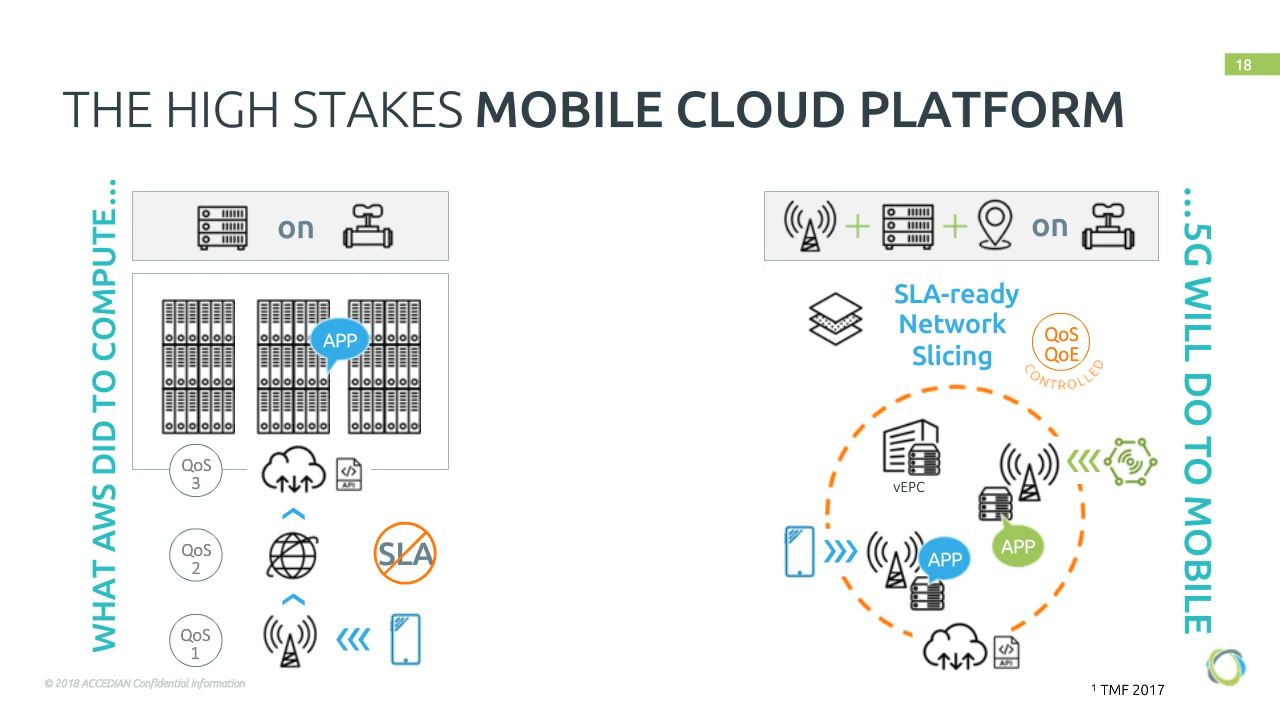 18
THE HIGH STAKES MOBILE CLOUD PLATFORM
WHAT AWS DID TO COMPUTE...
on
APP
QoS
3
API
QoS
2
SLA
QoS
1
on
SLA-ready
Network
Slicing
QoS
QoE
CONTROLLED
vEPC
APP
APP
API
...5G WILL DO TO MOBILE
© 2018 ACCEDIAN Confidential Information
¹ TMF 2017